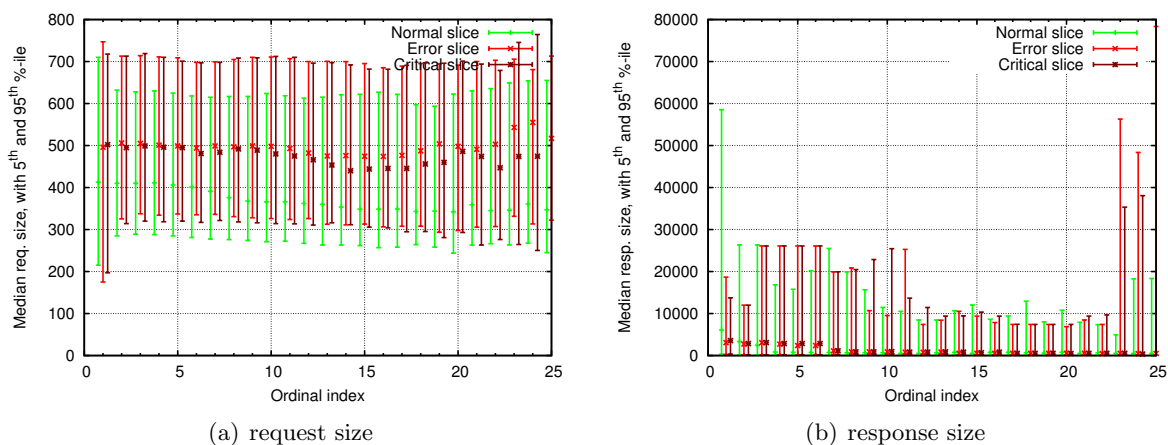 Median req. size, with 5th and 95th %-ile
800
700
600
500
400
300
200
100
0
0 5 10 15 20 25
Ordinal index
Normal slice
Error slice
Critical slice
(a) request size
Median resp. size, with 5th and 95th %-ile
80000
70000
60000
50000
40000
30000
20000
10000
0
0 5 10 15 20 25
Ordinal index
Normal slice
Error slice
Critical slice
(b) response size